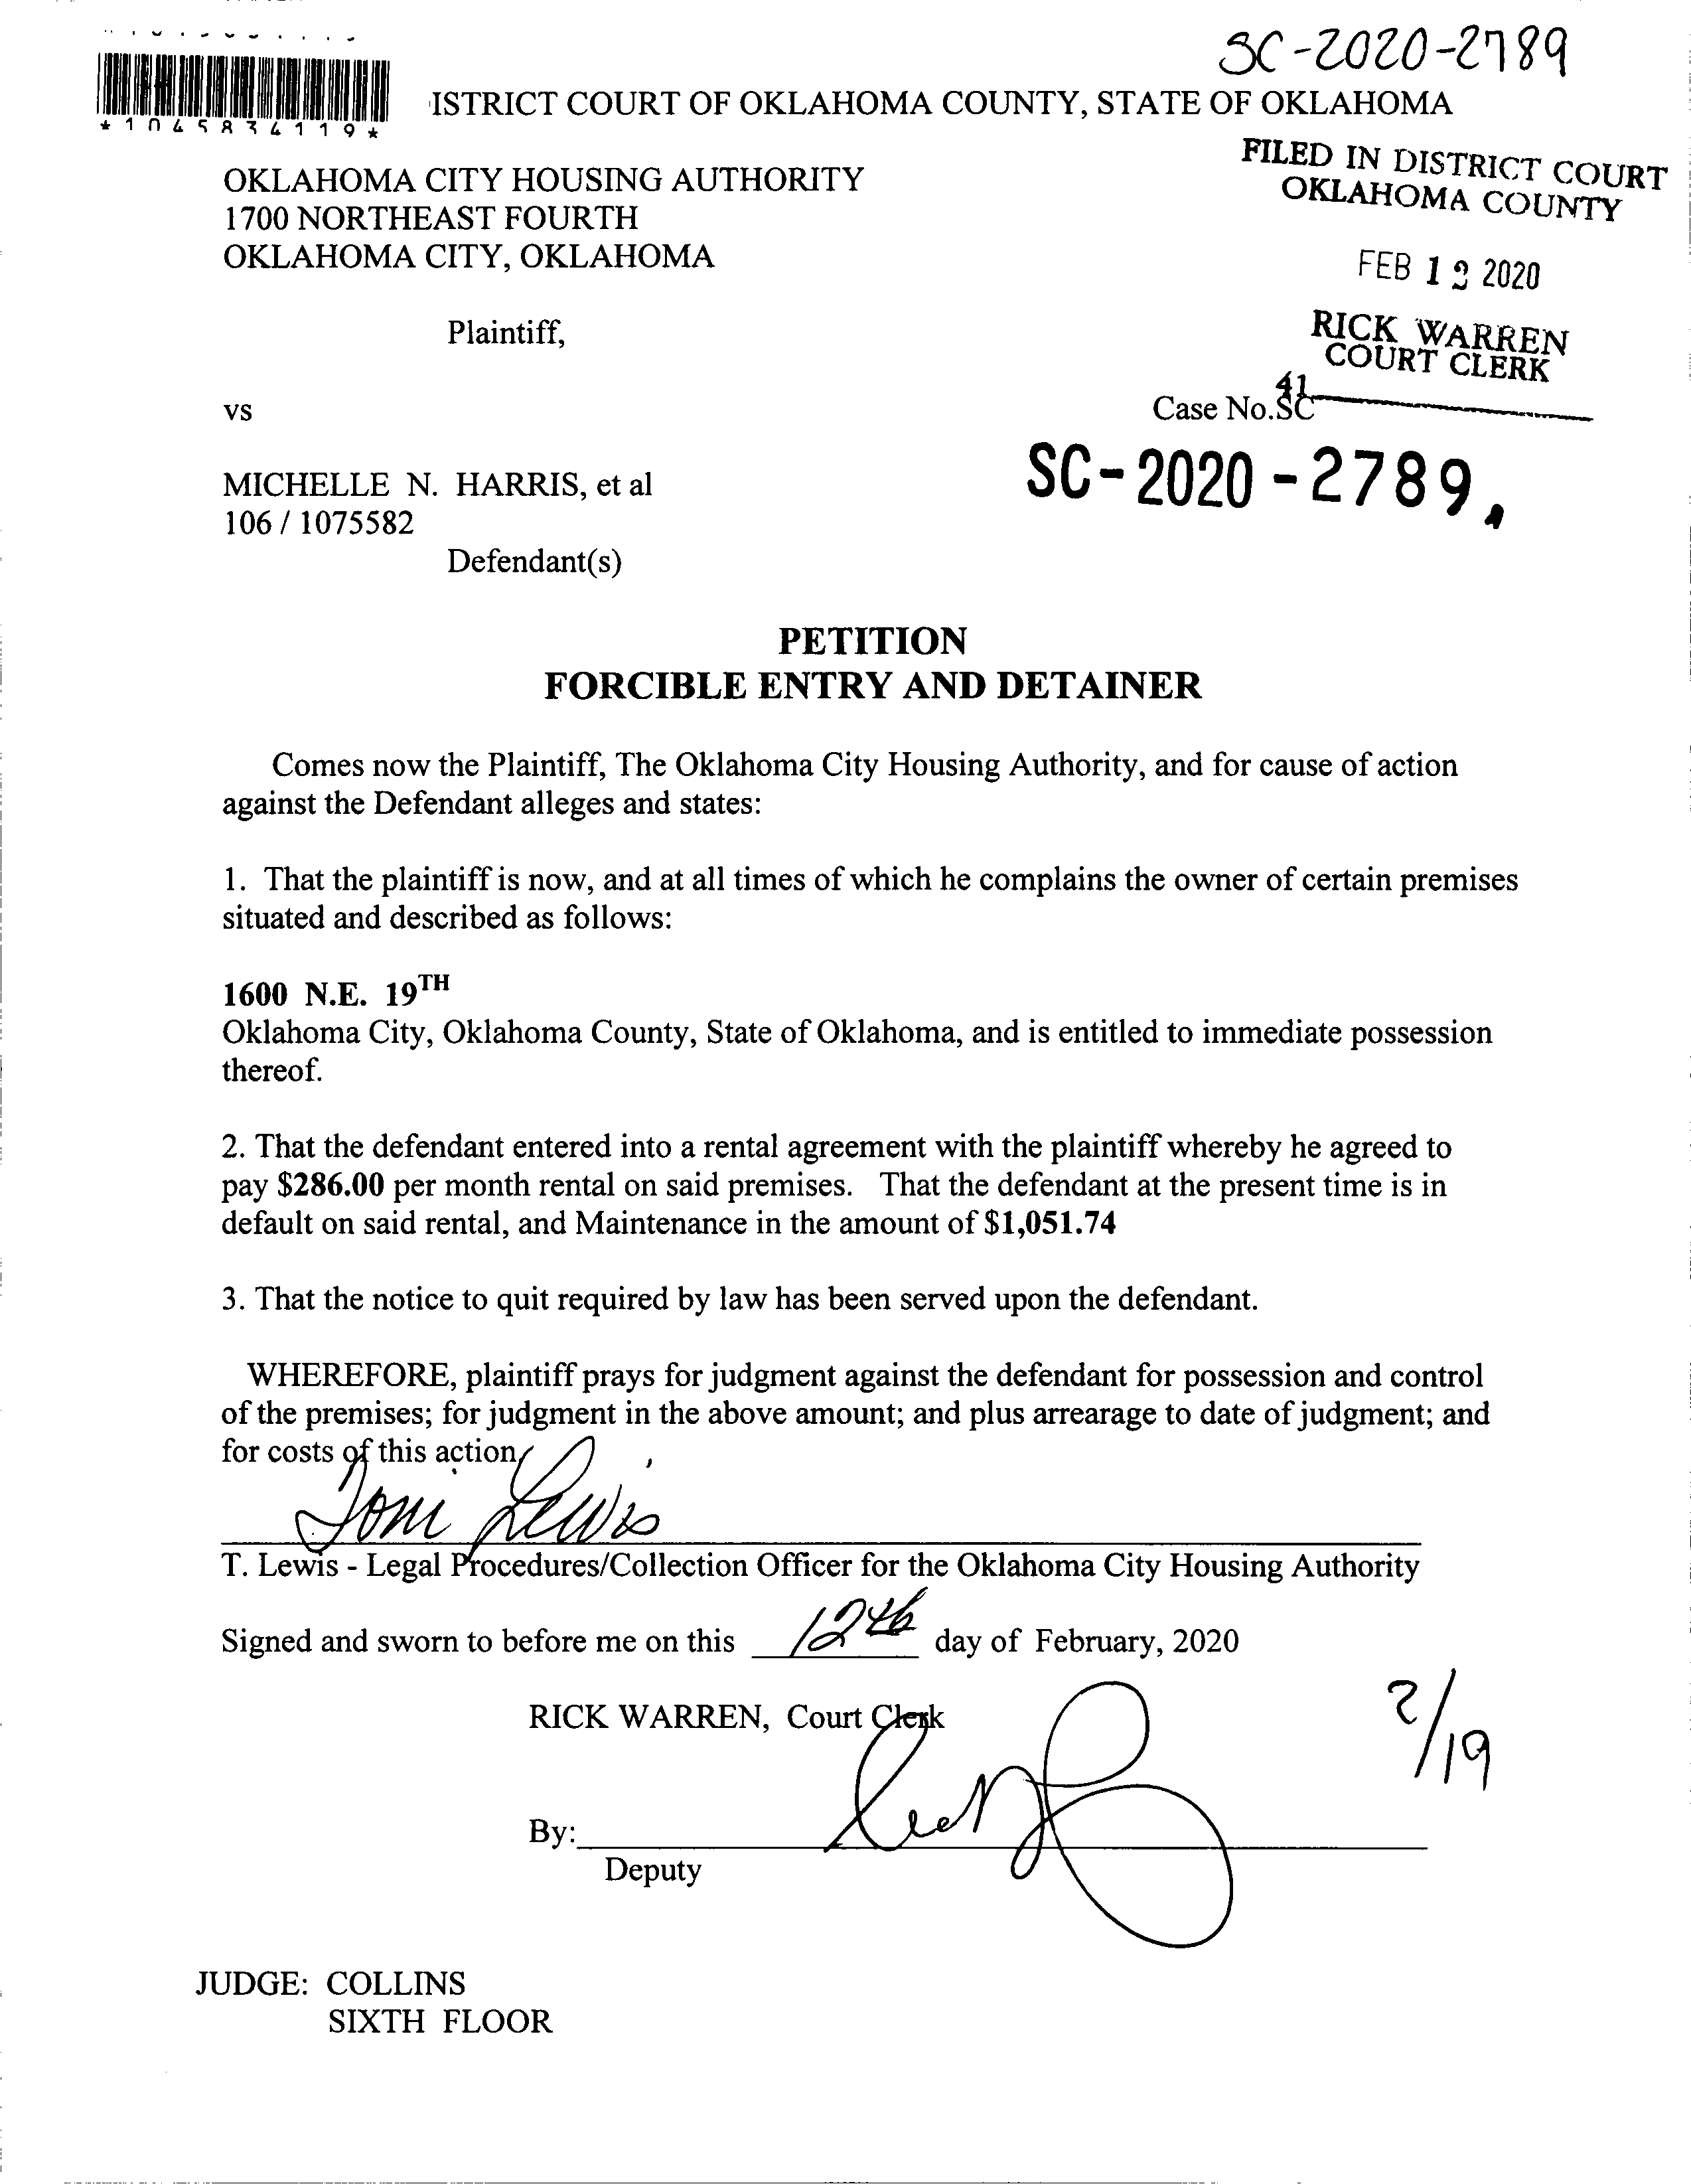 SC-2020-2789
*1045834119*
ISTRICT COURT OF OKLAHOMA COUNTY, STATE OF OKLAHOMA
FILED IN DISTRICT COURT
OKLAHOMA COUNTY
OKLAHOMA CITY HOUSING AUTHORITY
1700 NORTHEAST FOURTH
OKLAHOMA CITY, OKLAHOMA
FEB 12 2020
Plaintiff,
RICK WARREN
COURT CLERK
41
vs
Case No.SC
SC-2020-2789
MICHELLE N. HARRIS, et al
106 / 1075582
Defendant(s)
PETITION
FORCIBLE ENTRY AND DETAINER
Comes now the Plaintiff, The Oklahoma City Housing Authority, and for cause of action
against the Defendant alleges and states:
1. That the plaintiff is now, and at all times of which he complains the owner of certain premises
situated and described as follows:
1600 N.E. 19TH
Oklahoma City, Oklahoma County, State of Oklahoma, and is entitled to immediate possession
thereof.
2. That the defendant entered into a rental agreement with the plaintiff whereby he agreed to
pay $286.00 per month rental on said premises. That the defendant at the present time is in
default on said rental, and Maintenance in the amount of $1,051.74
3. That the notice to quit required by law has been served upon the defendant.
WHEREFORE, plaintiff prays for judgment against the defendant for possession and control
of the premises; for judgment in the above amount; and plus arrearage to date of judgment; and
for costs of this action
Toni Lewis
T. Lewis - Legal Procedures/Collection Officer for the Oklahoma City Housing Authority
Signed and sworn to before me on this 12th day of February, 2020
RICK WARREN, Court Clerk
2/19
By:
Deputy
JUDGE: COLLINS
SIXTH FLOOR